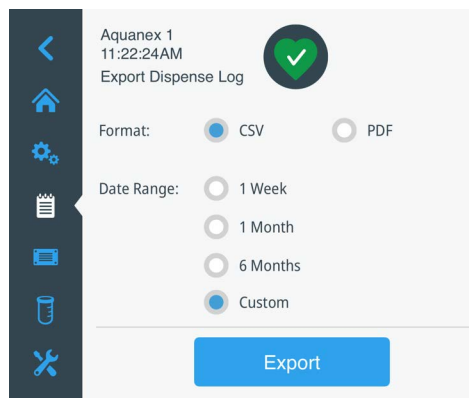 Aquanex 1
11:22:24AM
Export Dispense Log
Format: CSV PDF
Date Range: 1 Week
1 Month
6 Months
Custom
Export